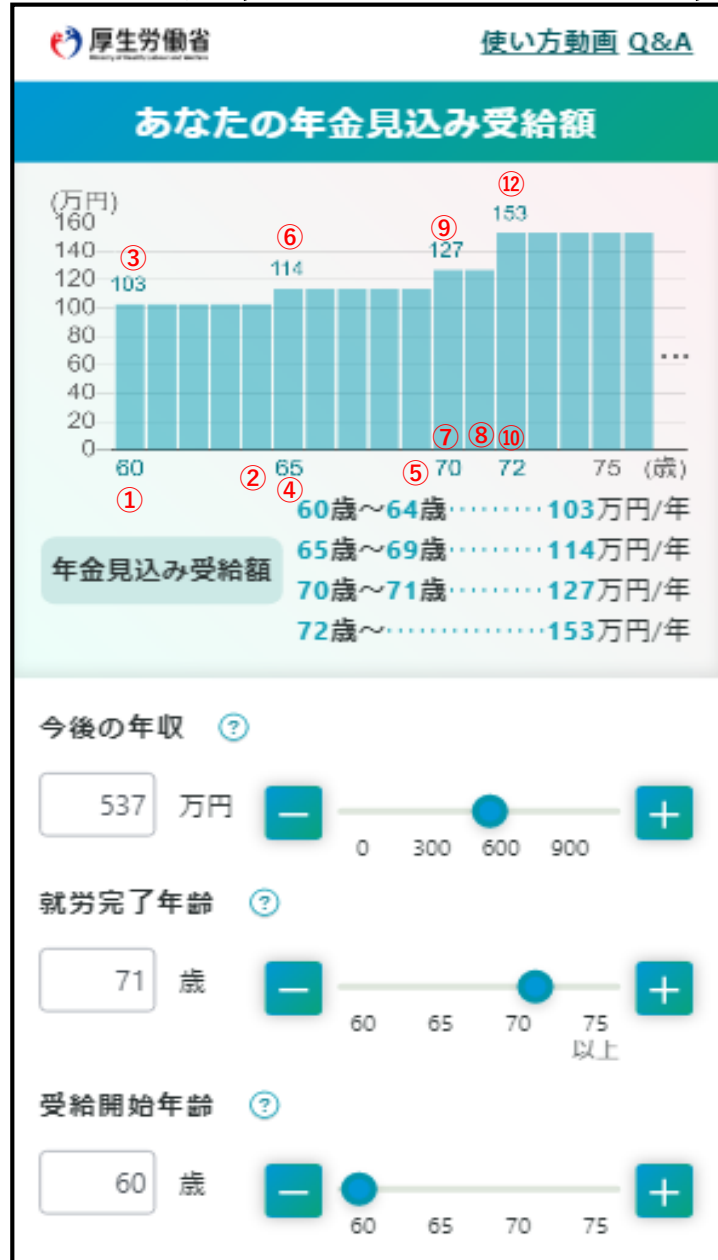 厚生労働省
使い方動画 Q&A
あなたの年金見込み受給額
(万円)
⑫
160
153
⑥
⑨
140
127
③
114
120
103
100
80
60
...
40
20
⑦ ⑧ ⑩
0
60 ② 65 ⑤ 70 72 75 (歳)
① ④
60歳~64歳………103万円/年
65歳~69歳………114万円/年
年金見込み受給額
70歳~71歳………127万円/年
72歳~……………153万円/年
今後の年収 ?
537 万円 − +
0 300 600 900
就労完了年齢 ?
71 歳 − +
60 65 70 75
以上
受給開始年齢 ?
60 歳 − +
60 65 70 75